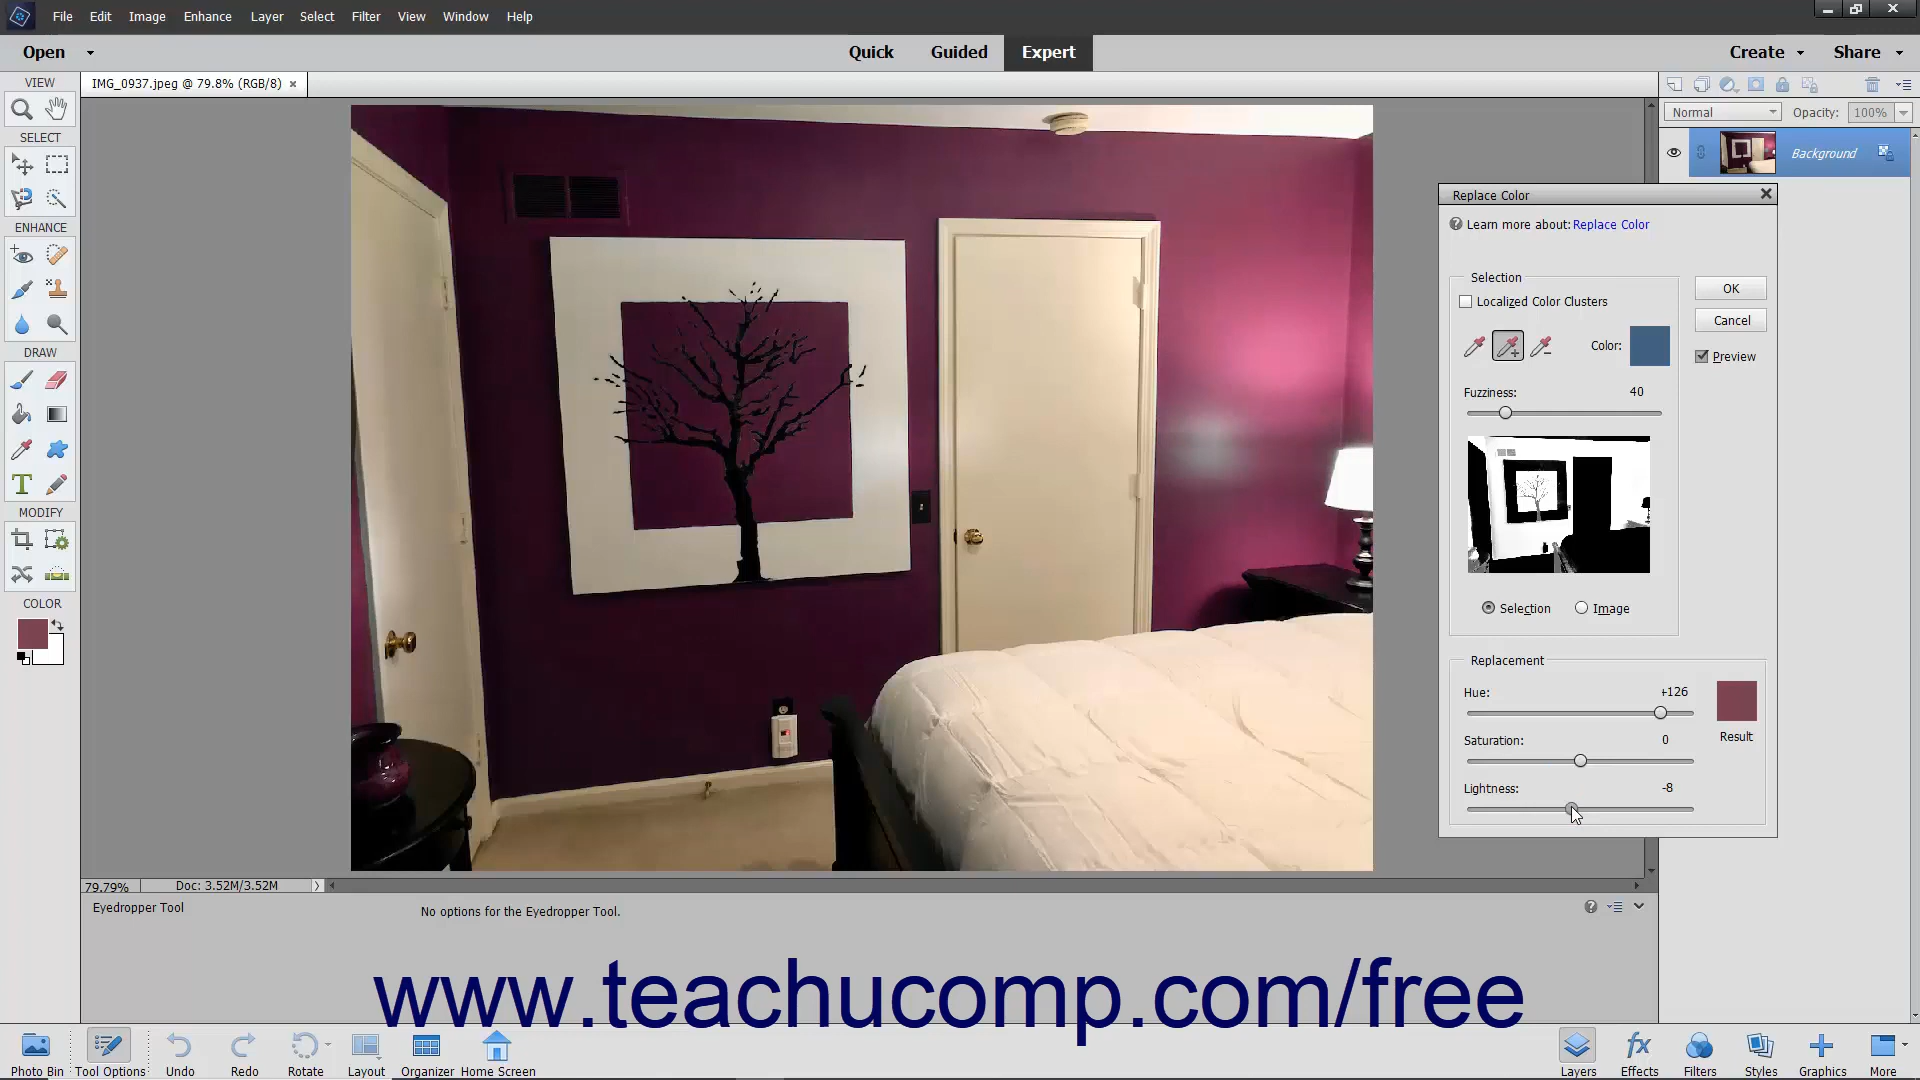 File Edit Image Enhance Layer Select Filter View Window Help
Open Quick Guided Expert Create Share
VIEW
IMG_0937.jpeg @ 79.8% (RGB/8) ×
SELECT
ENHANCE
DRAW
MODIFY
COLOR
Normal Opacity: 100%
Background
Replace Color
Learn more about: Replace Color
Selection
Localized Color Clusters
Color:
Fuzziness: 40
Selection Image
OK
Cancel
Preview
Replacement
Hue: +126
Saturation: 0
Lightness: -8
Result
79.79% Doc: 3.52M/3.52M
Eyedropper Tool No options for the Eyedropper Tool.
www.teachucomp.com/free
Photo Bin Tool Options Undo Redo Rotate Layout Organizer Home Screen Layers Effects Filters Styles Graphics More